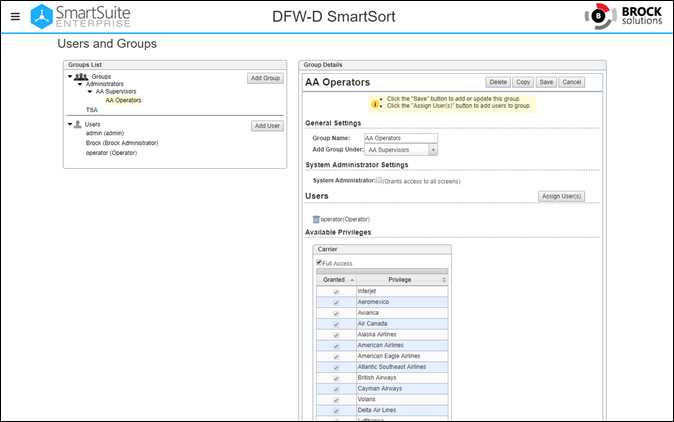 SmartSuite
ENTERPRISE
DFW-D SmartSort
B
BROCK
solutions
Users and Groups
Groups List
Groups
Add Group
Administrators
AA Supervisors
AA Operators
TSA
Users
Add User
admin (admin)
Brock (Brock Administrator)
operator (Operator)
Group Details
AA Operators
Delete
Copy
Save
Cancel
Click the "Save" button to add or update this group.
Click the "Assign User(s)" button to add users to group.
General Settings
Group Name: AA Operators
Add Group Under: AA Supervisors
System Administrator Settings
System Administrator: (Grants access to all screens)
Users
Assign User(s)
operator(Operator)
Available Privileges
Carrier
Full Access
Granted Privilege
Interjet
Aeromexico
Avianca
Air Canada
Alaska Airlines
American Airlines
American Eagle Airlines
Atlantic Southeast Airlines
British Airways
Cayman Airways
Volaris
Delta Air Lines